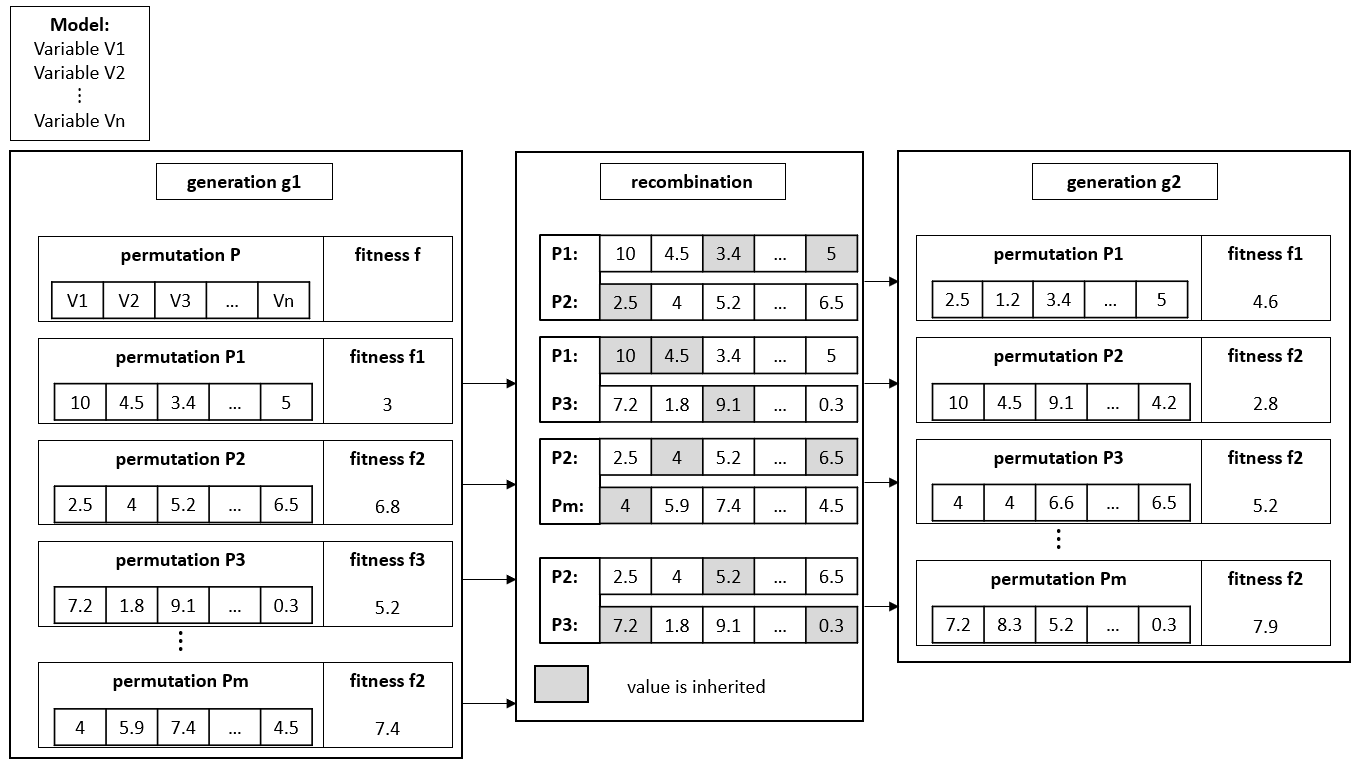 Model:
Variable V1
Variable V2
⋮
Variable Vn
generation g1
permutation P fitness f
V1 V2 V3 ... Vn
permutation P1 fitness f1
10 4.5 3.4 ... 5 3
permutation P2 fitness f2
2.5 4 5.2 ... 6.5 6.8
permutation P3 fitness f3
7.2 1.8 9.1 ... 0.3 5.2
⋮
permutation Pm fitness f2
4 5.9 7.4 ... 4.5 7.4
recombination
P1: 10 4.5 3.4 ... 5
P2: 2.5 4 5.2 ... 6.5
P1: 10 4.5 3.4 ... 5
P3: 7.2 1.8 9.1 ... 0.3
P2: 2.5 4 5.2 ... 6.5
Pm: 4 5.9 7.4 ... 4.5
P2: 2.5 4 5.2 ... 6.5
P3: 7.2 1.8 9.1 ... 0.3
value is inherited
generation g2
permutation P1 fitness f1
2.5 1.2 3.4 ... 5 4.6
permutation P2 fitness f2
10 4.5 9.1 ... 4.2 2.8
permutation P3 fitness f2
4 4 6.6 ... 6.5 5.2
⋮
permutation Pm fitness f2
7.2 8.3 5.2 ... 0.3 7.9